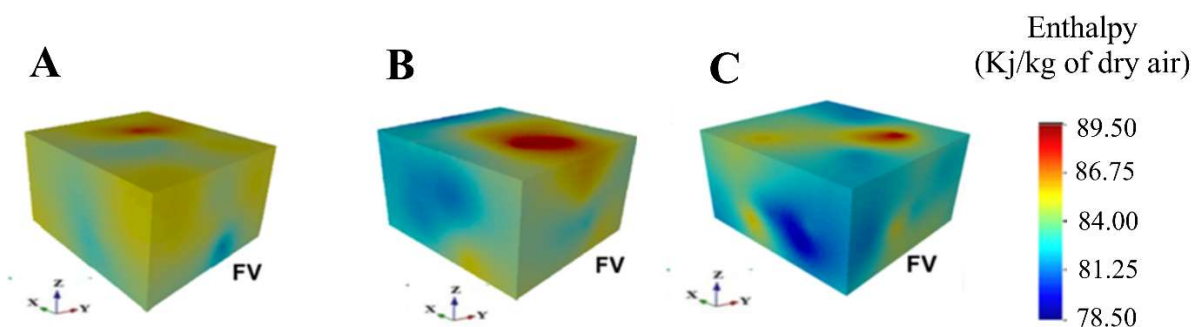 A
B
C
Enthalpy
(Kj/kg of dry air)
89.50
86.75
84.00
81.25
78.50
FV
FV
FV
Z
X
Y
Z
X
Y
Z
X
Y